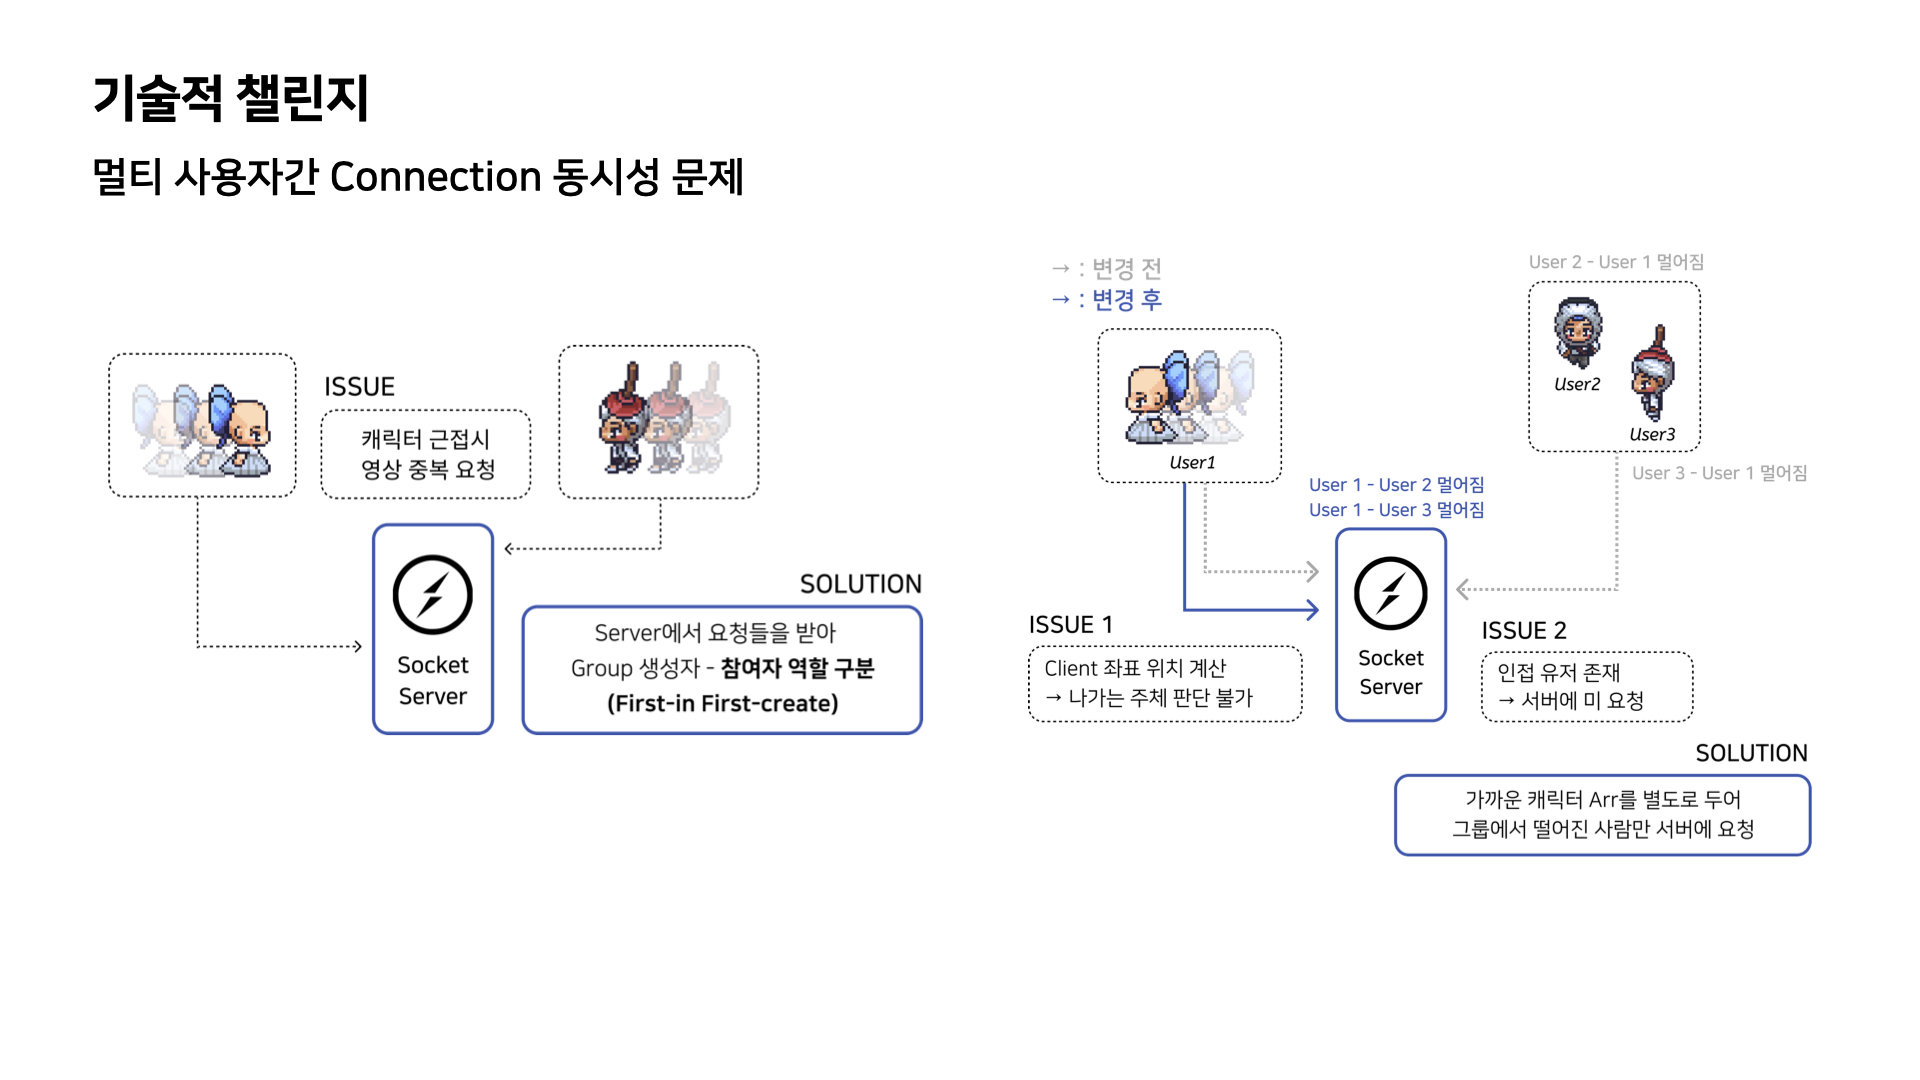 기술적 챌린지
멀티 사용자간 Connection 동시성 문제
ISSUE
캐릭터 근접시
영상 중복 요청
Socket
Server
SOLUTION
Server에서 요청들을 받아
Group 생성자 - 참여자 역할 구분
(First-in First-create)
→ : 변경 전
→ : 변경 후
User1
User 2 - User 1 멀어짐
User2
User3
User 3 - User 1 멀어짐
User 1 - User 2 멀어짐
User 1 - User 3 멀어짐
Socket
Server
ISSUE 1
Client 좌표 위치 계산
→ 나가는 주체 판단 불가
ISSUE 2
인접 유저 존재
→ 서버에 미 요청
SOLUTION
가까운 캐릭터 Arr를 별도로 두어
그룹에서 떨어진 사람만 서버에 요청